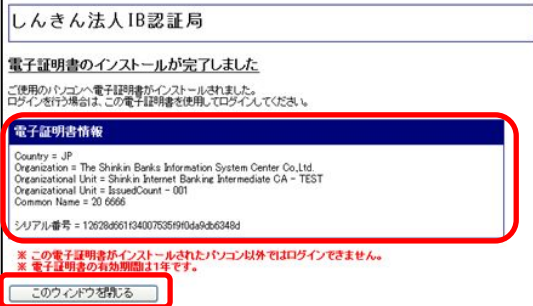 しんきん法人IB認証局
電子証明書のインストールが完了しました
ご使用のパソコンへ電子証明書がインストールされました。
ログインを行う場合は、この電子証明書を使用してログインしてください。
電子証明書情報
Country = JP
Organization = The Shinkin Banks Information System Center Co.,Ltd.
Organizational Unit = Shinkin Internet Banking Intermediate CA - TEST
Organizational Unit = IssuedCount - 001
Common Name = 20 6666
シリアル番号 = 12628d661f34007535f9f0da9db6348d
※ この電子証明書がインストールされたパソコン以外ではログインできません。
※ 電子証明書の有効期間は1年です。
このウィンドウを閉じる